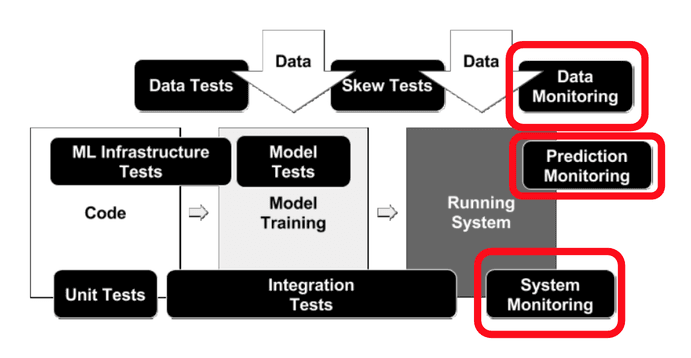 Data
Data
Data Tests
Skew Tests
Data
Monitoring
ML Infrastructure
Tests
Model
Tests
Prediction
Monitoring
Code
Model
Training
Running
System
Unit Tests
Integration
Tests
System
Monitoring